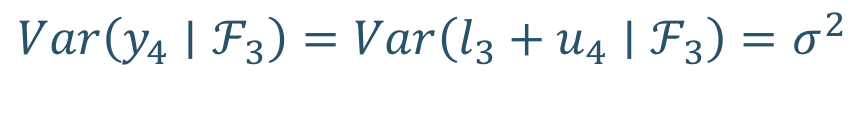 Var(y₄ | ℱ₃) = Var(l₃ + u₄ | ℱ₃) = σ²